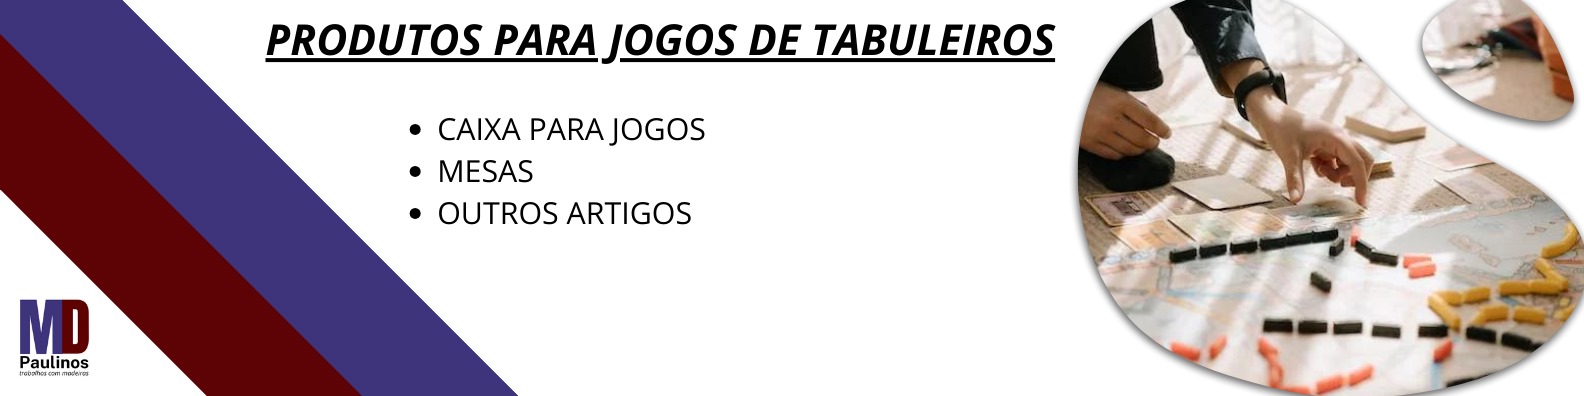 PRODUTOS PARA JOGOS DE TABULEIROS
CAIXA PARA JOGOS
MESAS
OUTROS ARTIGOS
MD
Paulinos
trabalhos com madeiras